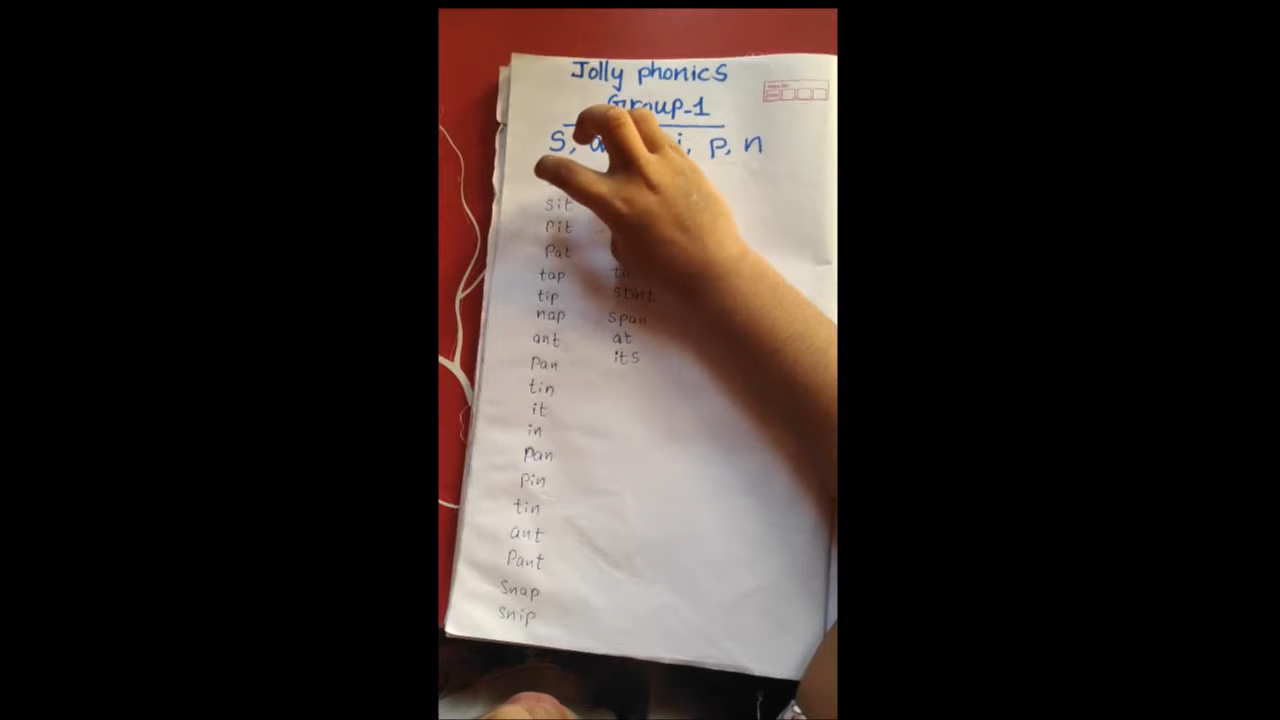 Jolly phonics
Group-1
S, i, p, n
sit
pit
pat
tap
tip
nap
ant
pan
tin
it
in
pan
pin
tin
ant
Pant
Snap
Snip
stint
span
at
its